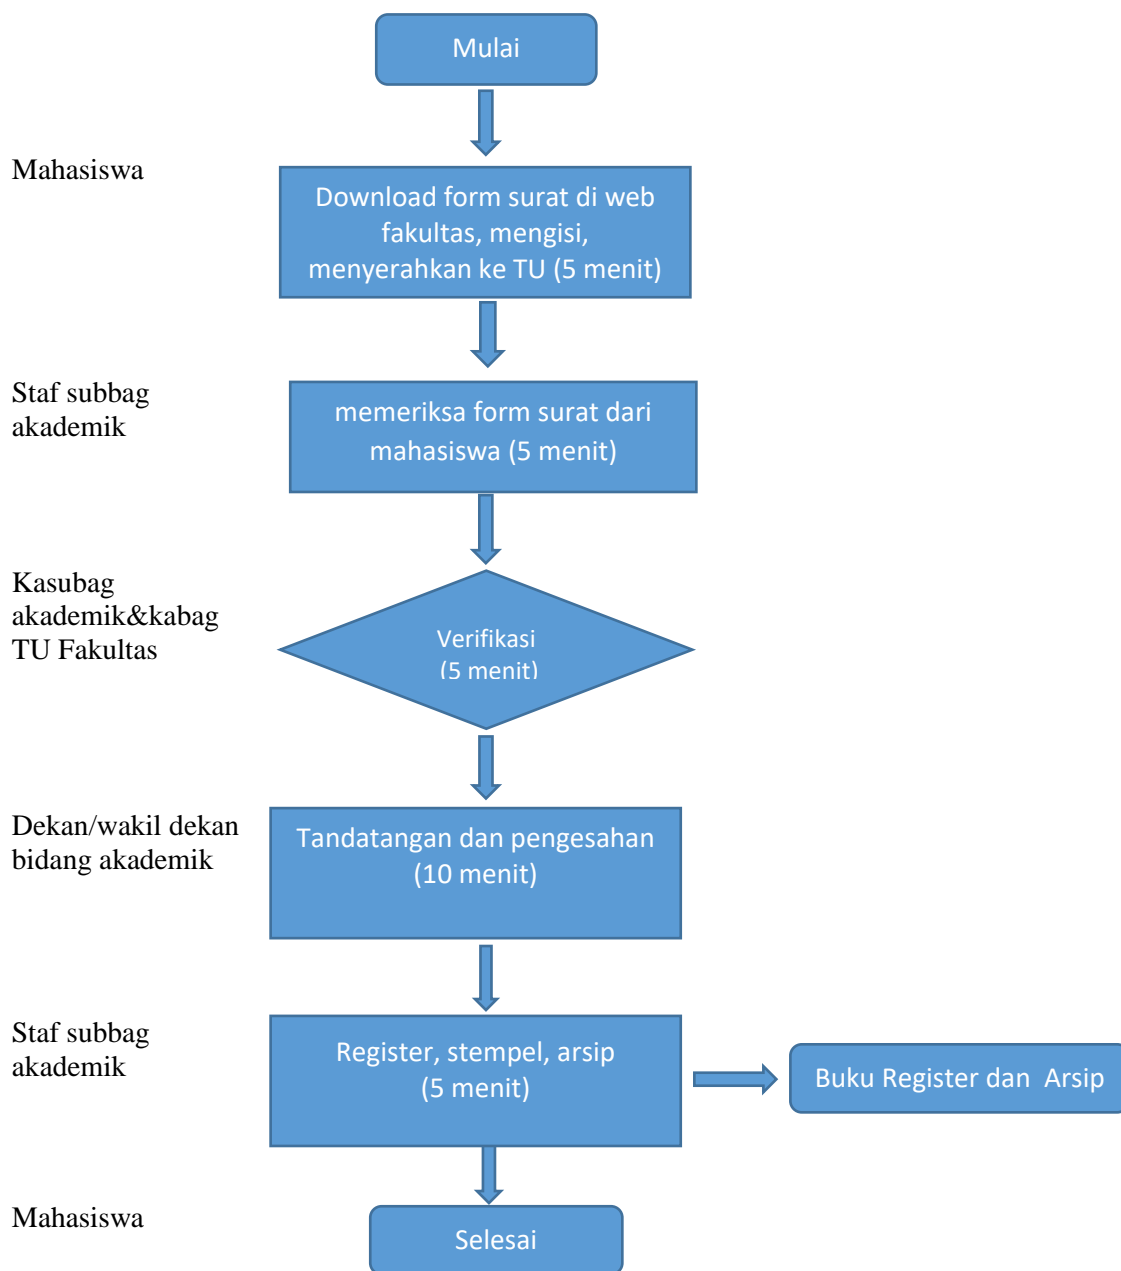 Mulai
Mahasiswa
Download form surat di web
fakultas, mengisi,
menyerahkan ke TU (5 menit)
Staf subbag
akademik
memeriksa form surat dari
mahasiswa (5 menit)
Kasubag
akademik&kabag
TU Fakultas
Verifikasi
(5 menit)
Dekan/wakil dekan
bidang akademik
Tandatangan dan pengesahan
(10 menit)
Staf subbag
akademik
Register, stempel, arsip
(5 menit)
Buku Register dan  Arsip
Mahasiswa
Selesai